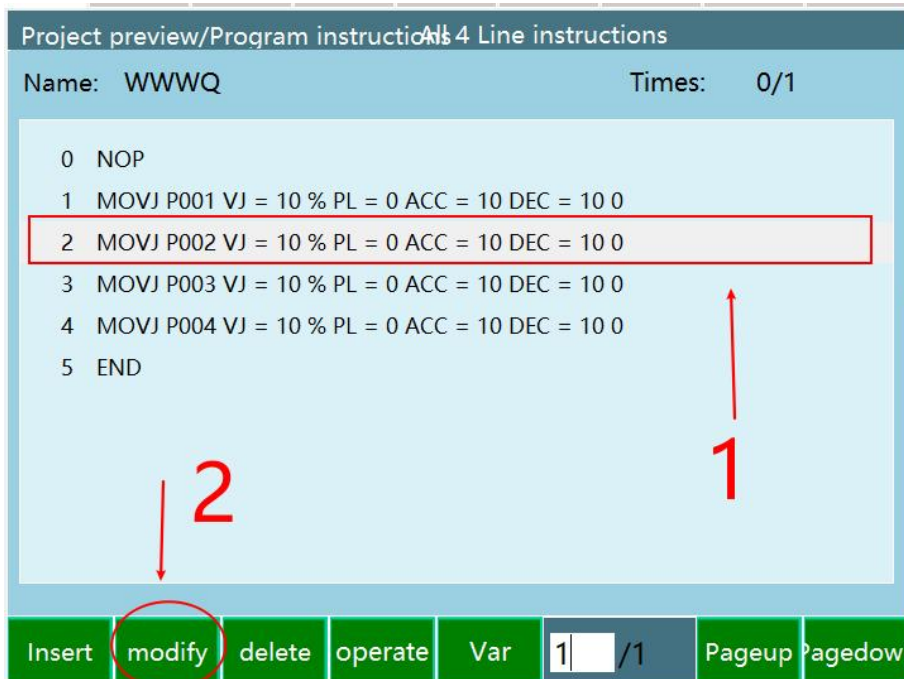 Project preview/Program instructions All 4 Line instructions
Name: WWWQ Times: 0/1
0 NOP
1 MOVJ P001 VJ = 10 % PL = 0 ACC = 10 DEC = 10 0
2 MOVJ P002 VJ = 10 % PL = 0 ACC = 10 DEC = 10 0
3 MOVJ P003 VJ = 10 % PL = 0 ACC = 10 DEC = 10 0
4 MOVJ P004 VJ = 10 % PL = 0 ACC = 10 DEC = 10 0
5 END
1
2
Insert modify delete operate Var 1 /1 Pageup Pagedow